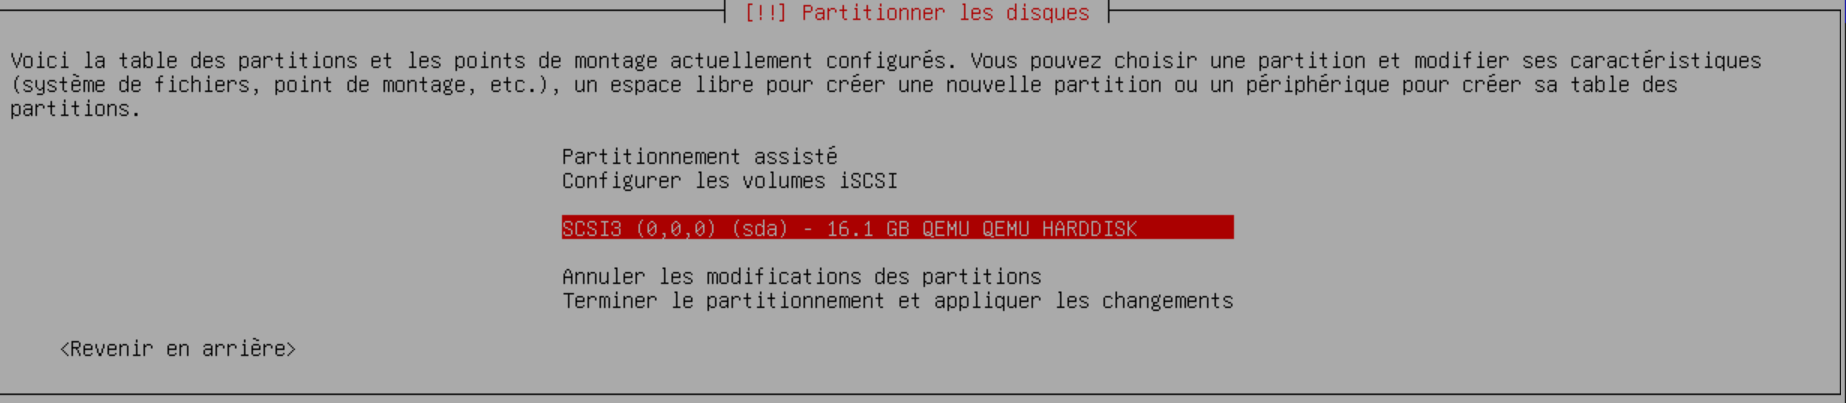 [!!] Partitionner les disques
Voici la table des partitions et les points de montage actuellement configurés. Vous pouvez choisir une partition et modifier ses caractéristiques
(système de fichiers, point de montage, etc.), un espace libre pour créer une nouvelle partition ou un périphérique pour créer sa table des
partitions.
Partitionnement assisté
Configurer les volumes iSCSI
SCSI3 (0,0,0) (sda) - 16.1 GB QEMU QEMU HARDDISK
Annuler les modifications des partitions
Terminer le partitionnement et appliquer les changements
<Revenir en arrière>